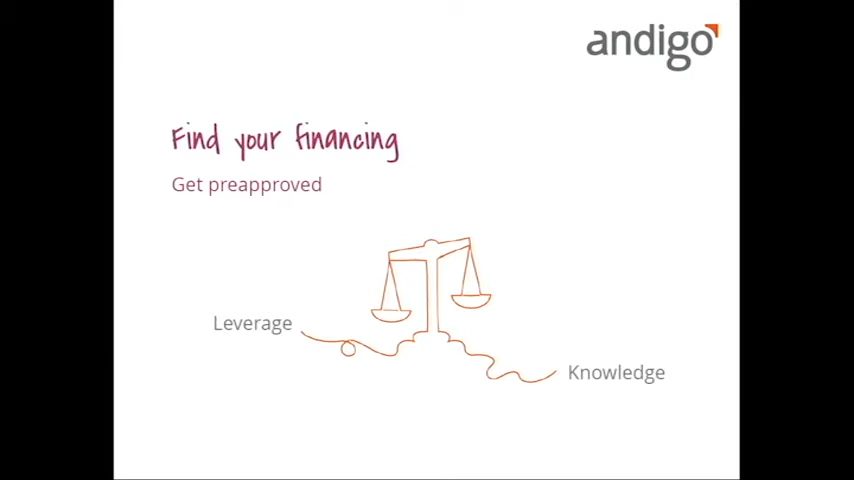 andigo
Find your financing
Get preapproved
Leverage
Knowledge